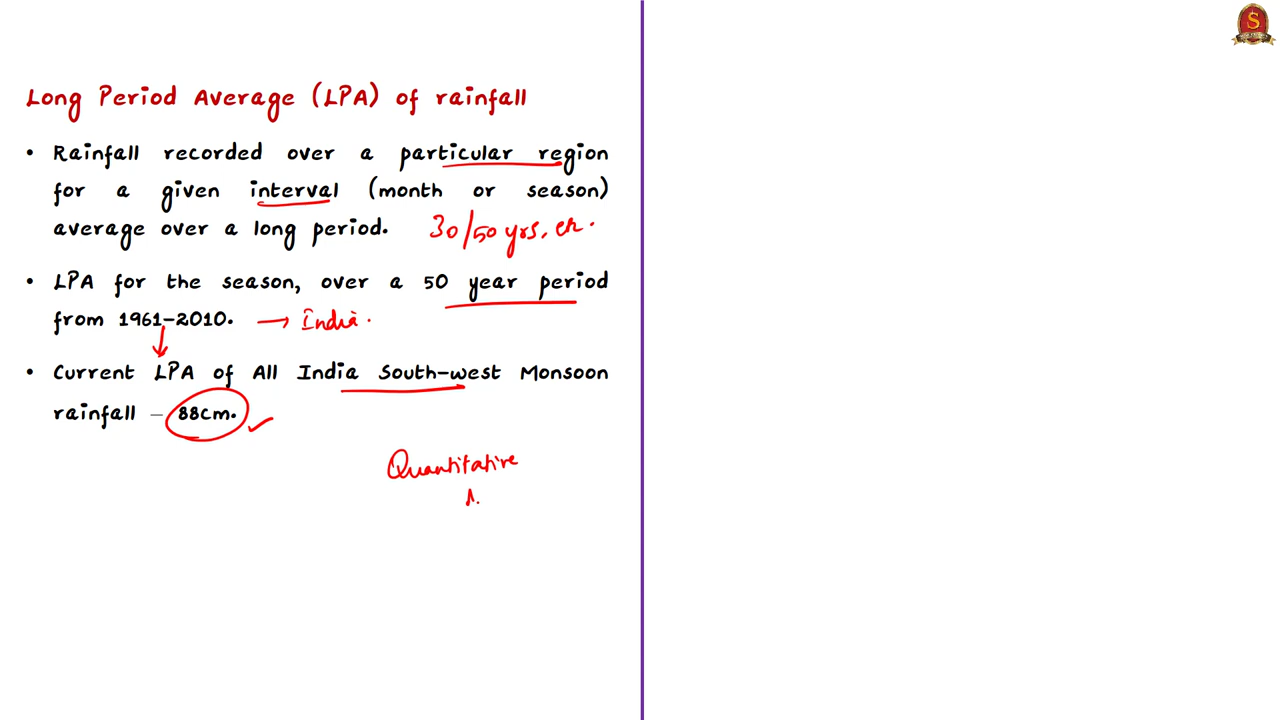 Long Period Average (LPA) of rainfall
• Rainfall recorded over a particular region
for a given interval (month or season)
average over a long period. 30/50 yrs. etc.
• LPA for the season, over a 50 year period
from 1961-2010. → India.
• Current LPA of All India South-west Monsoon
rainfall – 88cm.
Quantitative